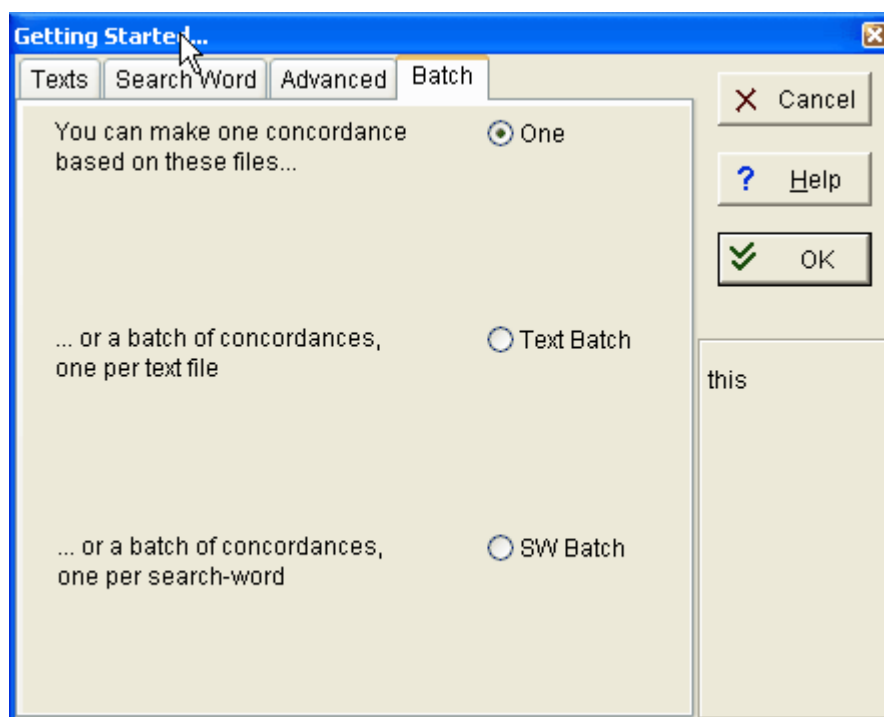 Getting Started...
Texts Search Word Advanced Batch
You can make one concordance
based on these files...
One
... or a batch of concordances,
one per text file
Text Batch
... or a batch of concordances,
one per search-word
SW Batch
Cancel
? Help
OK
this